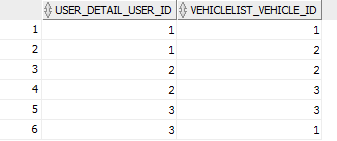 USER_DETAIL_USER_ID VEHICLELIST_VEHICLE_ID
1 1 1
2 1 2
3 2 2
4 2 3
5 3 3
6 3 1